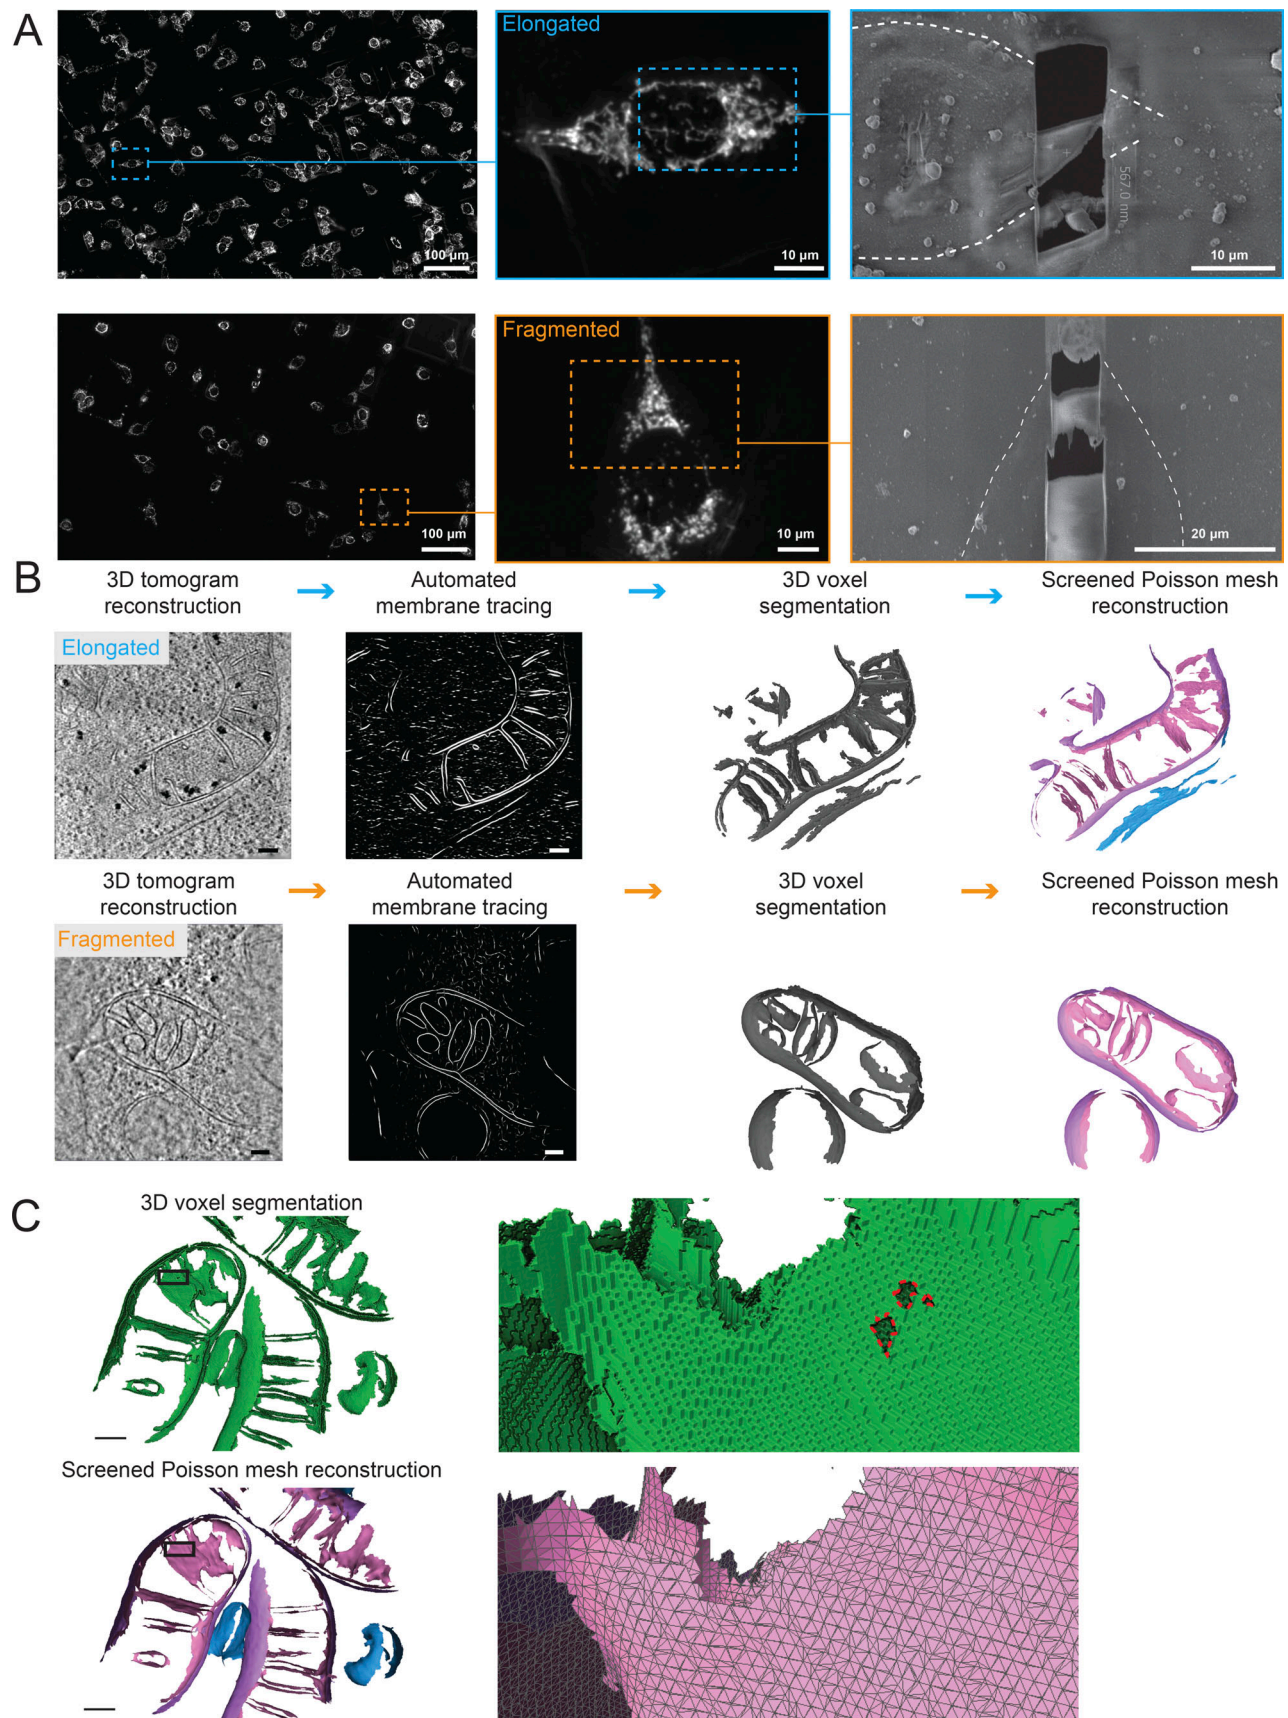 A
Elongated
567.0 nm
100 µm
10 µm
10 µm
Fragmented
100 µm
10 µm
20 µm
B
3D tomogram
reconstruction
Automated
membrane tracing
3D voxel
segmentation
Screened Poisson mesh
reconstruction
Elongated
3D tomogram
reconstruction
Automated
membrane tracing
3D voxel
segmentation
Screened Poisson mesh
reconstruction
Fragmented
C
3D voxel segmentation
Screened Poisson mesh reconstruction